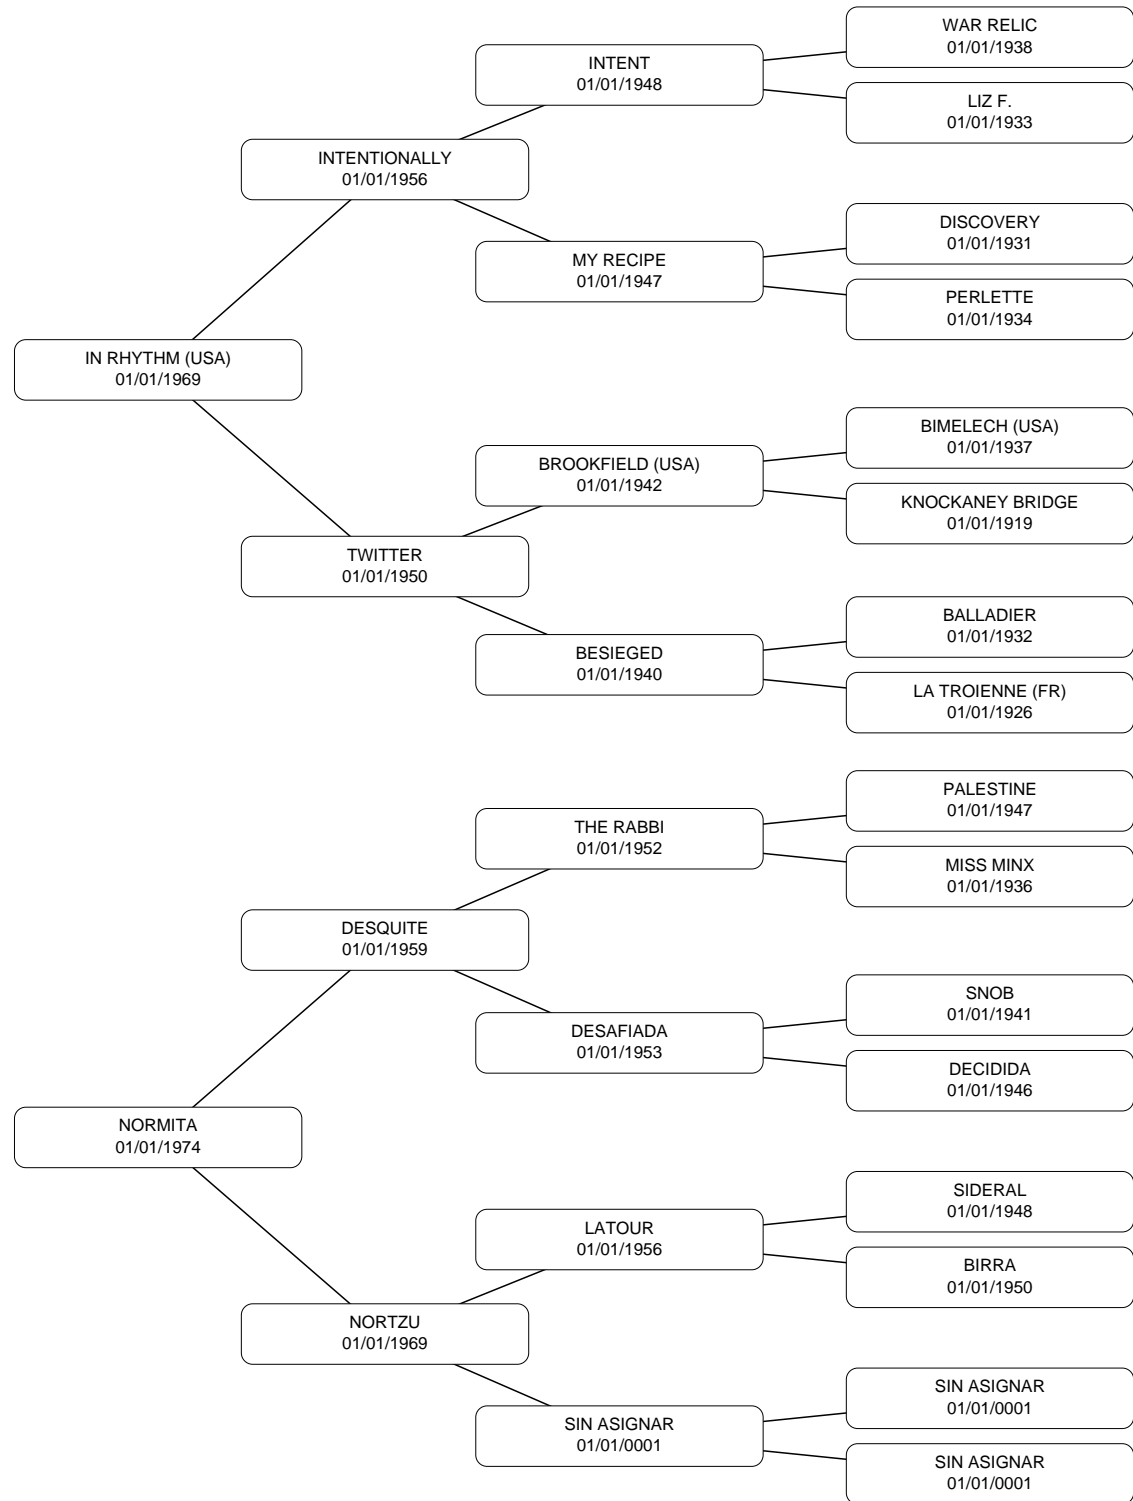 WAR RELIC
01/01/1938
INTENT
01/01/1948
LIZ F.
01/01/1933
INTENTIONALLY
01/01/1956
DISCOVERY
01/01/1931
MY RECIPE
01/01/1947
PERLETTE
01/01/1934
IN RHYTHM (USA)
01/01/1969
BIMELECH (USA)
01/01/1937
BROOKFIELD (USA)
01/01/1942
KNOCKANEY BRIDGE
01/01/1919
TWITTER
01/01/1950
BALLADIER
01/01/1932
BESIEGED
01/01/1940
LA TROIENNE (FR)
01/01/1926
PALESTINE
01/01/1947
THE RABBI
01/01/1952
MISS MINX
01/01/1936
DESQUITE
01/01/1959
SNOB
01/01/1941
DESAFIADA
01/01/1953
DECIDIDA
01/01/1946
NORMITA
01/01/1974
SIDERAL
01/01/1948
LATOUR
01/01/1956
BIRRA
01/01/1950
NORTZU
01/01/1969
SIN ASIGNAR
01/01/0001
SIN ASIGNAR
01/01/0001
SIN ASIGNAR
01/01/0001